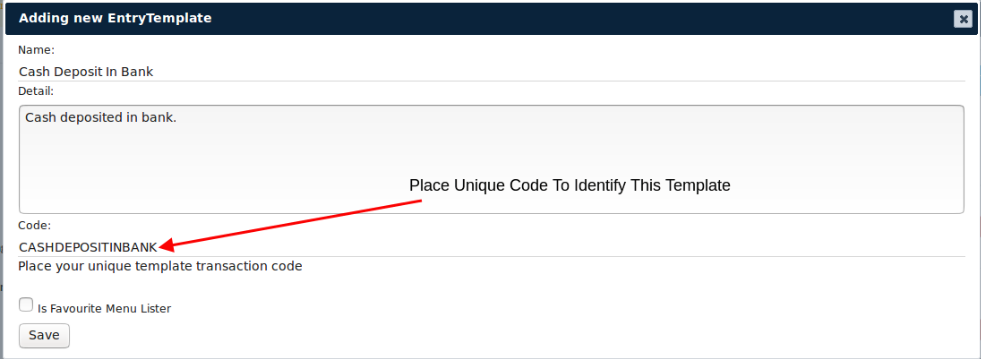 Adding new EntryTemplate
Name:
Cash Deposit In Bank
Detail:
Cash deposited in bank.
Place Unique Code To Identify This Template
Code:
CASHDEPOSITINBANK
Place your unique template transaction code
Is Favourite Menu Lister
Save